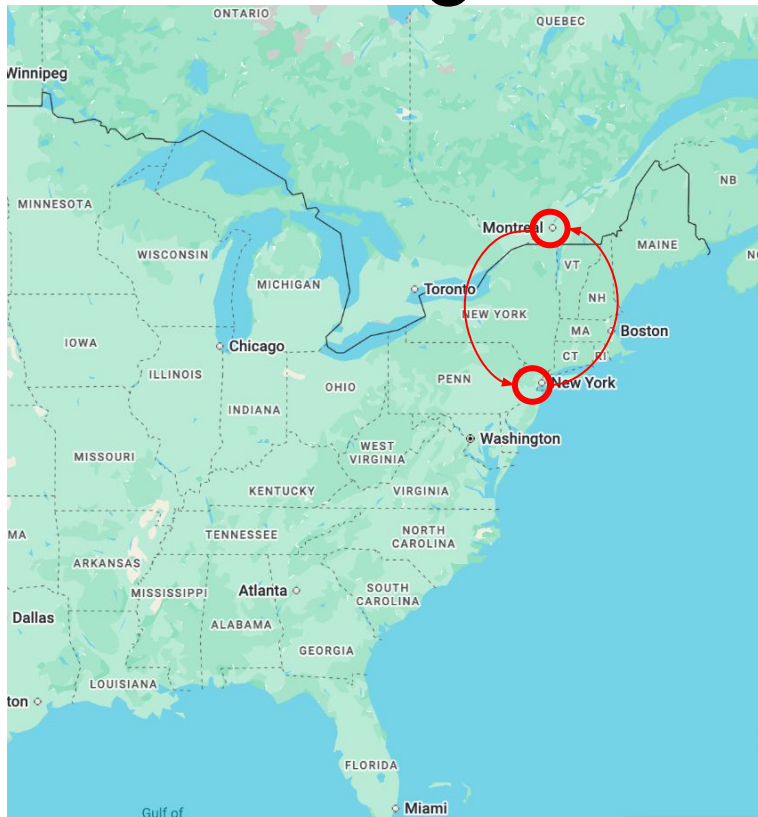 ONTARIO
QUEBEC
Winnipeg
NB
MINNESOTA
Montreal
MAINE
WISCONSIN
VT
MICHIGAN
Toronto
NH
NEW YORK
MA
Boston
IOWA
Chicago
CT
RI
ILLINOIS
OHIO
PENN
New York
INDIANA
Washington
WEST
VIRGINIA
MISSOURI
KENTUCKY
VIRGINIA
MA
TENNESSEE
NORTH
CAROLINA
ARKANSAS
MISSISSIPPI
Atlanta
SOUTH
CAROLINA
Dallas
ALABAMA
GEORGIA
LOUISIANA
ton
FLORIDA
Miami
Gulf of